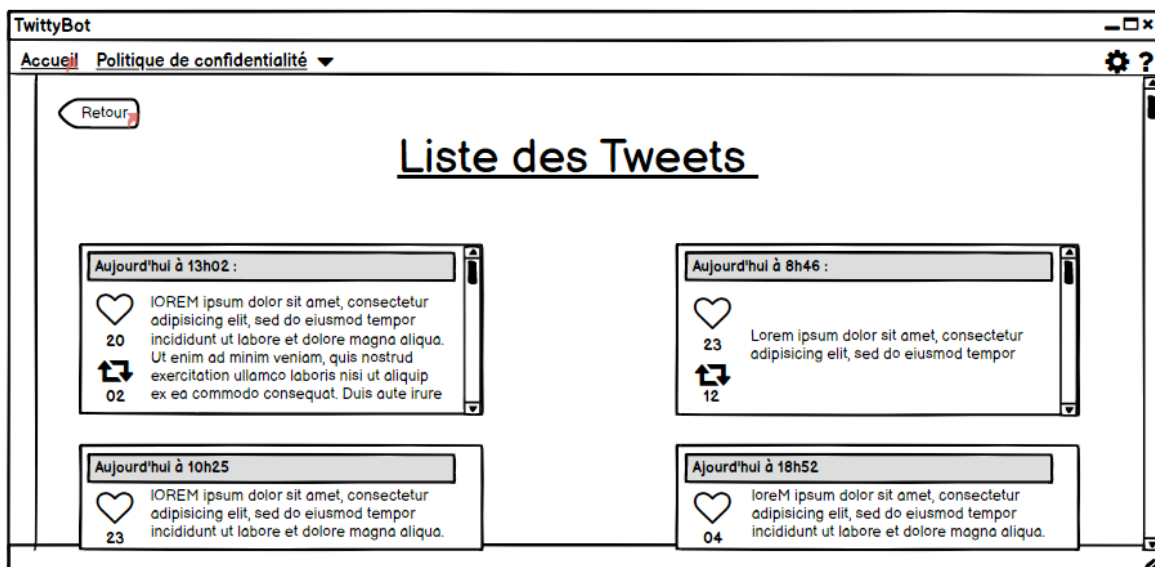 TwittyBot
Accueil Politique de confidentialité
?
Retour
Liste des Tweets
Aujourd'hui à 13h02 :
20
02
lOREM ipsum dolor sit amet, consectetur
adipisicing elit, sed do eiusmod tempor
incididunt ut labore et dolore magna aliqua.
Ut enim ad minim veniam, quis nostrud
exercitation ullamco laboris nisi ut aliquip
ex ea commodo consequat. Duis aute irure
Aujourd'hui à 8h46 :
23
12
Lorem ipsum dolor sit amet, consectetur
adipisicing elit, sed do eiusmod tempor
Aujourd'hui à 10h25
23
lOREM ipsum dolor sit amet, consectetur
adipisicing elit, sed do eiusmod tempor
incididunt ut labore et dolore magna aliqua.
Ajourd'hui à 18h52
04
loreM ipsum dolor sit amet, consectetur
adipisicing elit, sed do eiusmod tempor
incididunt ut labore et dolore magna aliqua.